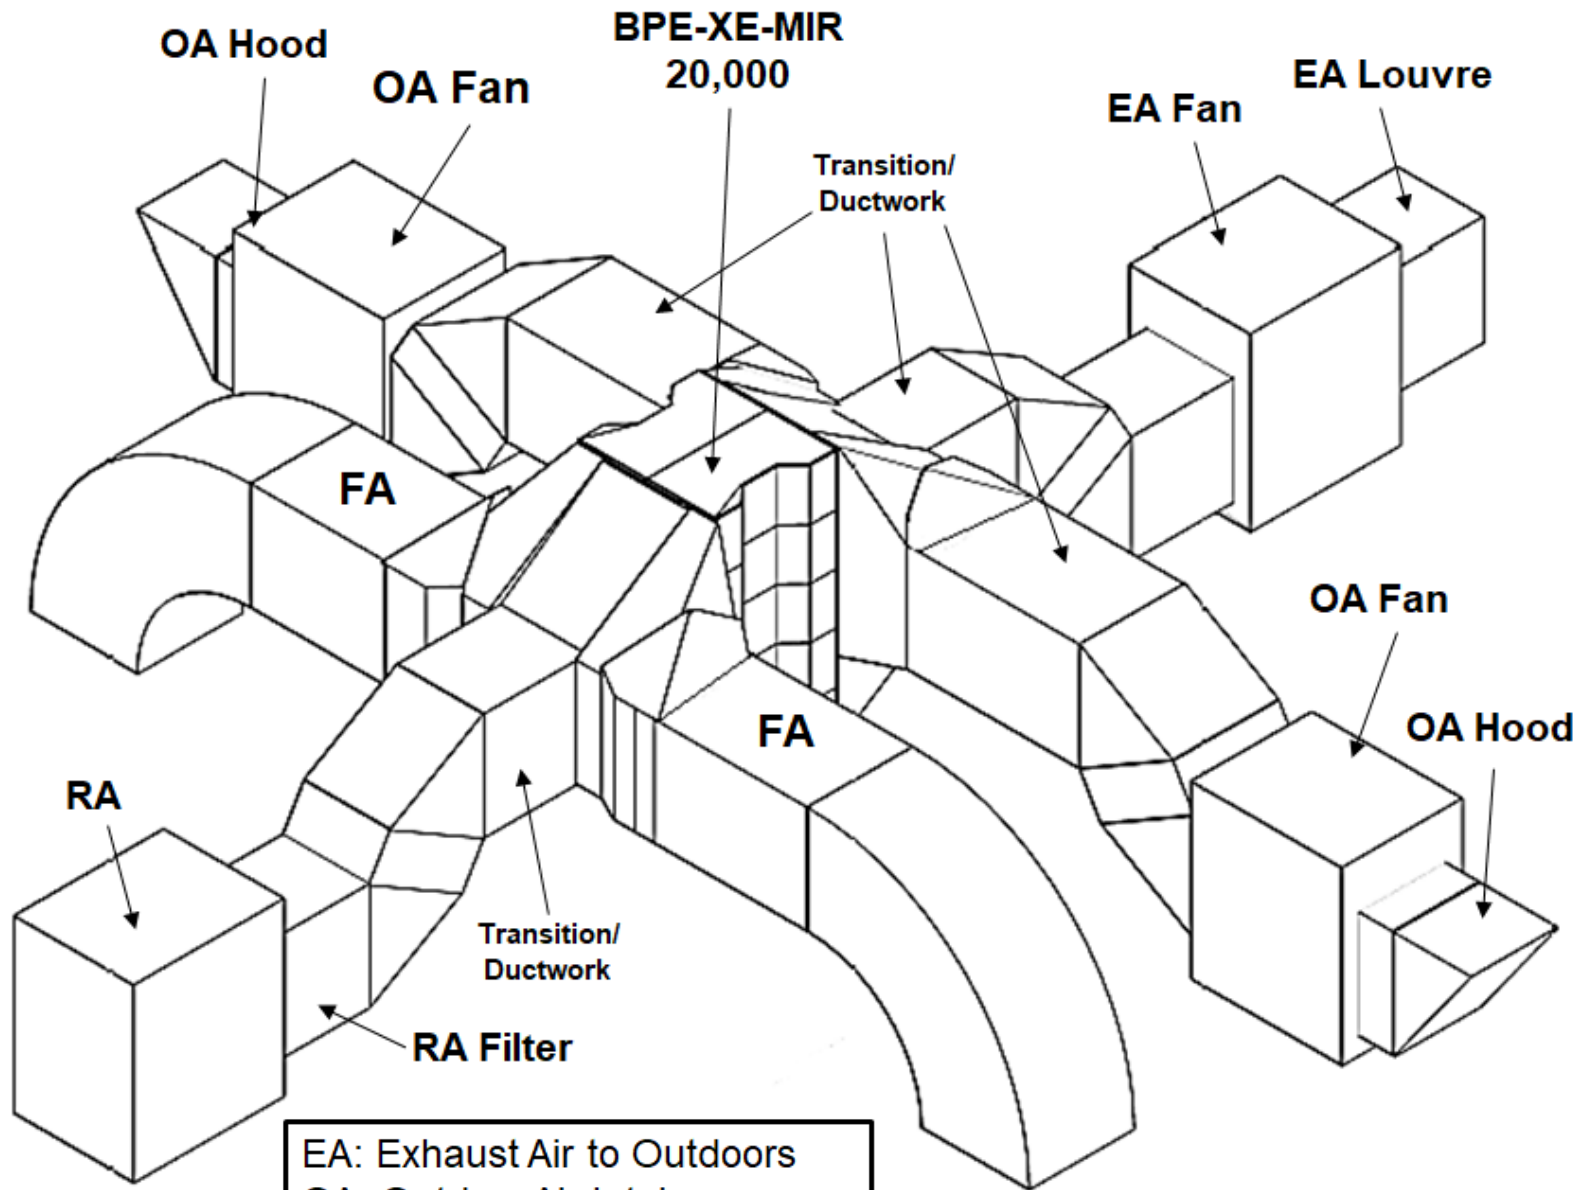 BPE-XE-MIR
20,000
OA Hood
OA Fan
EA Louvre
EA Fan
Transition/
Ductwork
FA
OA Fan
OA Hood
FA
RA
Transition/
Ductwork
RA Filter
EA: Exhaust Air to Outdoors